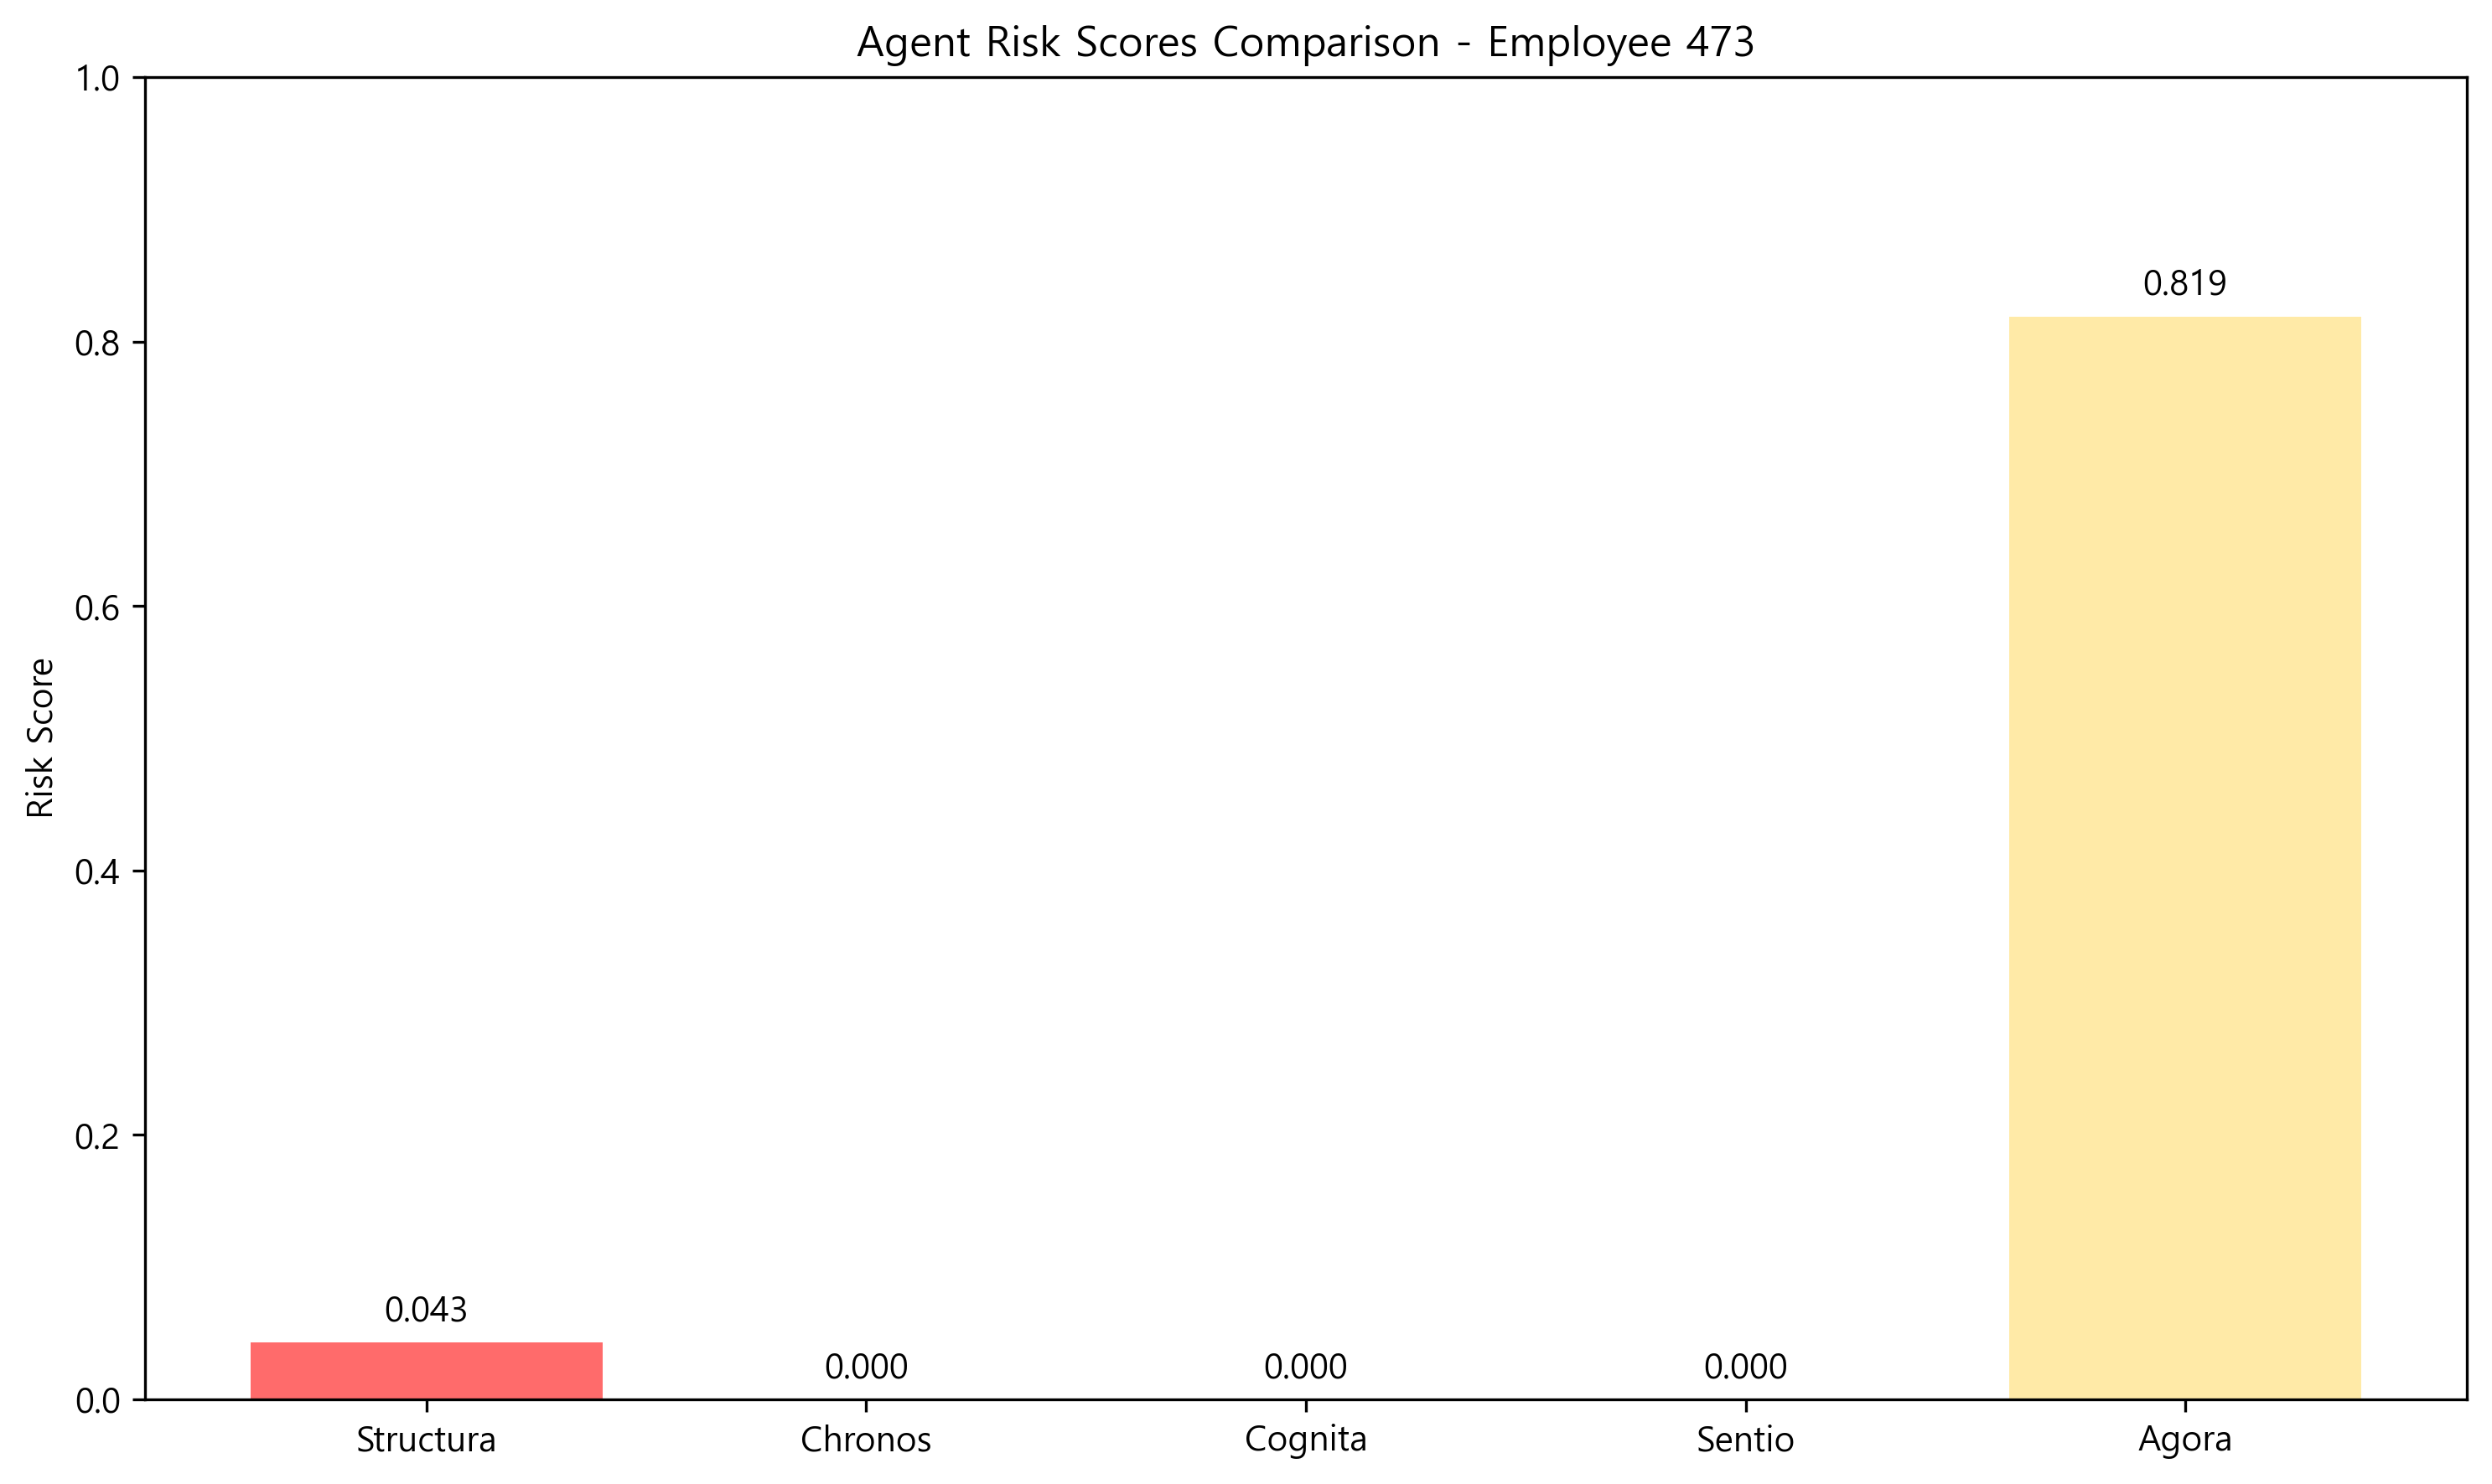 Agent Risk Scores Comparison - Employee 473
1.0
0.8
0.6
0.4
0.2
0.0
Risk Score
0.043
0.000
0.000
0.000
0.819
Structura
Chronos
Cognita
Sentio
Agora